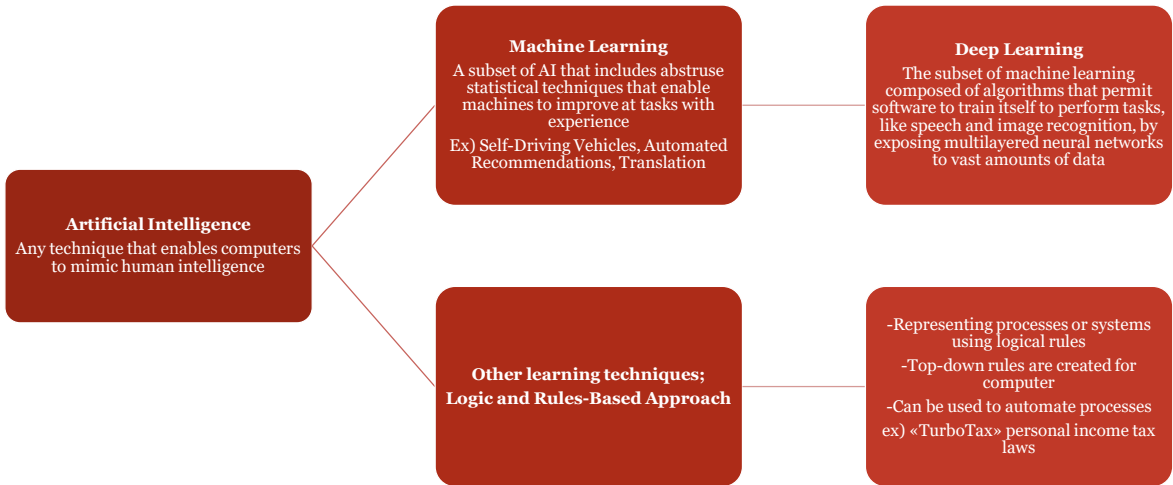 Machine Learning
A subset of AI that includes abstruse
statistical techniques that enable
machines to improve at tasks with
experience
Ex) Self-Driving Vehicles, Automated
Recommendations, Translation
Deep Learning
The subset of machine learning
composed of algorithms that permit
software to train itself to perform tasks,
like speech and image recognition, by
exposing multilayered neural networks
to vast amounts of data
Artificial Intelligence
Any technique that enables computers
to mimic human intelligence
Other learning techniques;
Logic and Rules-Based Approach
-Representing processes or systems
using logical rules
-Top-down rules are created for
computer
-Can be used to automate processes
ex) «TurboTax» personal income tax
laws